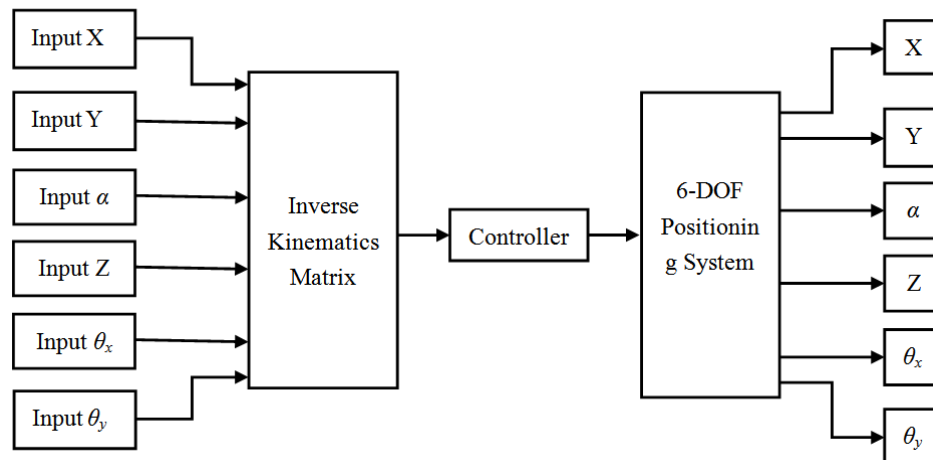 Input X
Input Y
Input α
Input Z
Input θx
Input θy
Inverse
Kinematics
Matrix
Controller
6-DOF
Positionin
g System
X
Y
α
Z
θx
θy